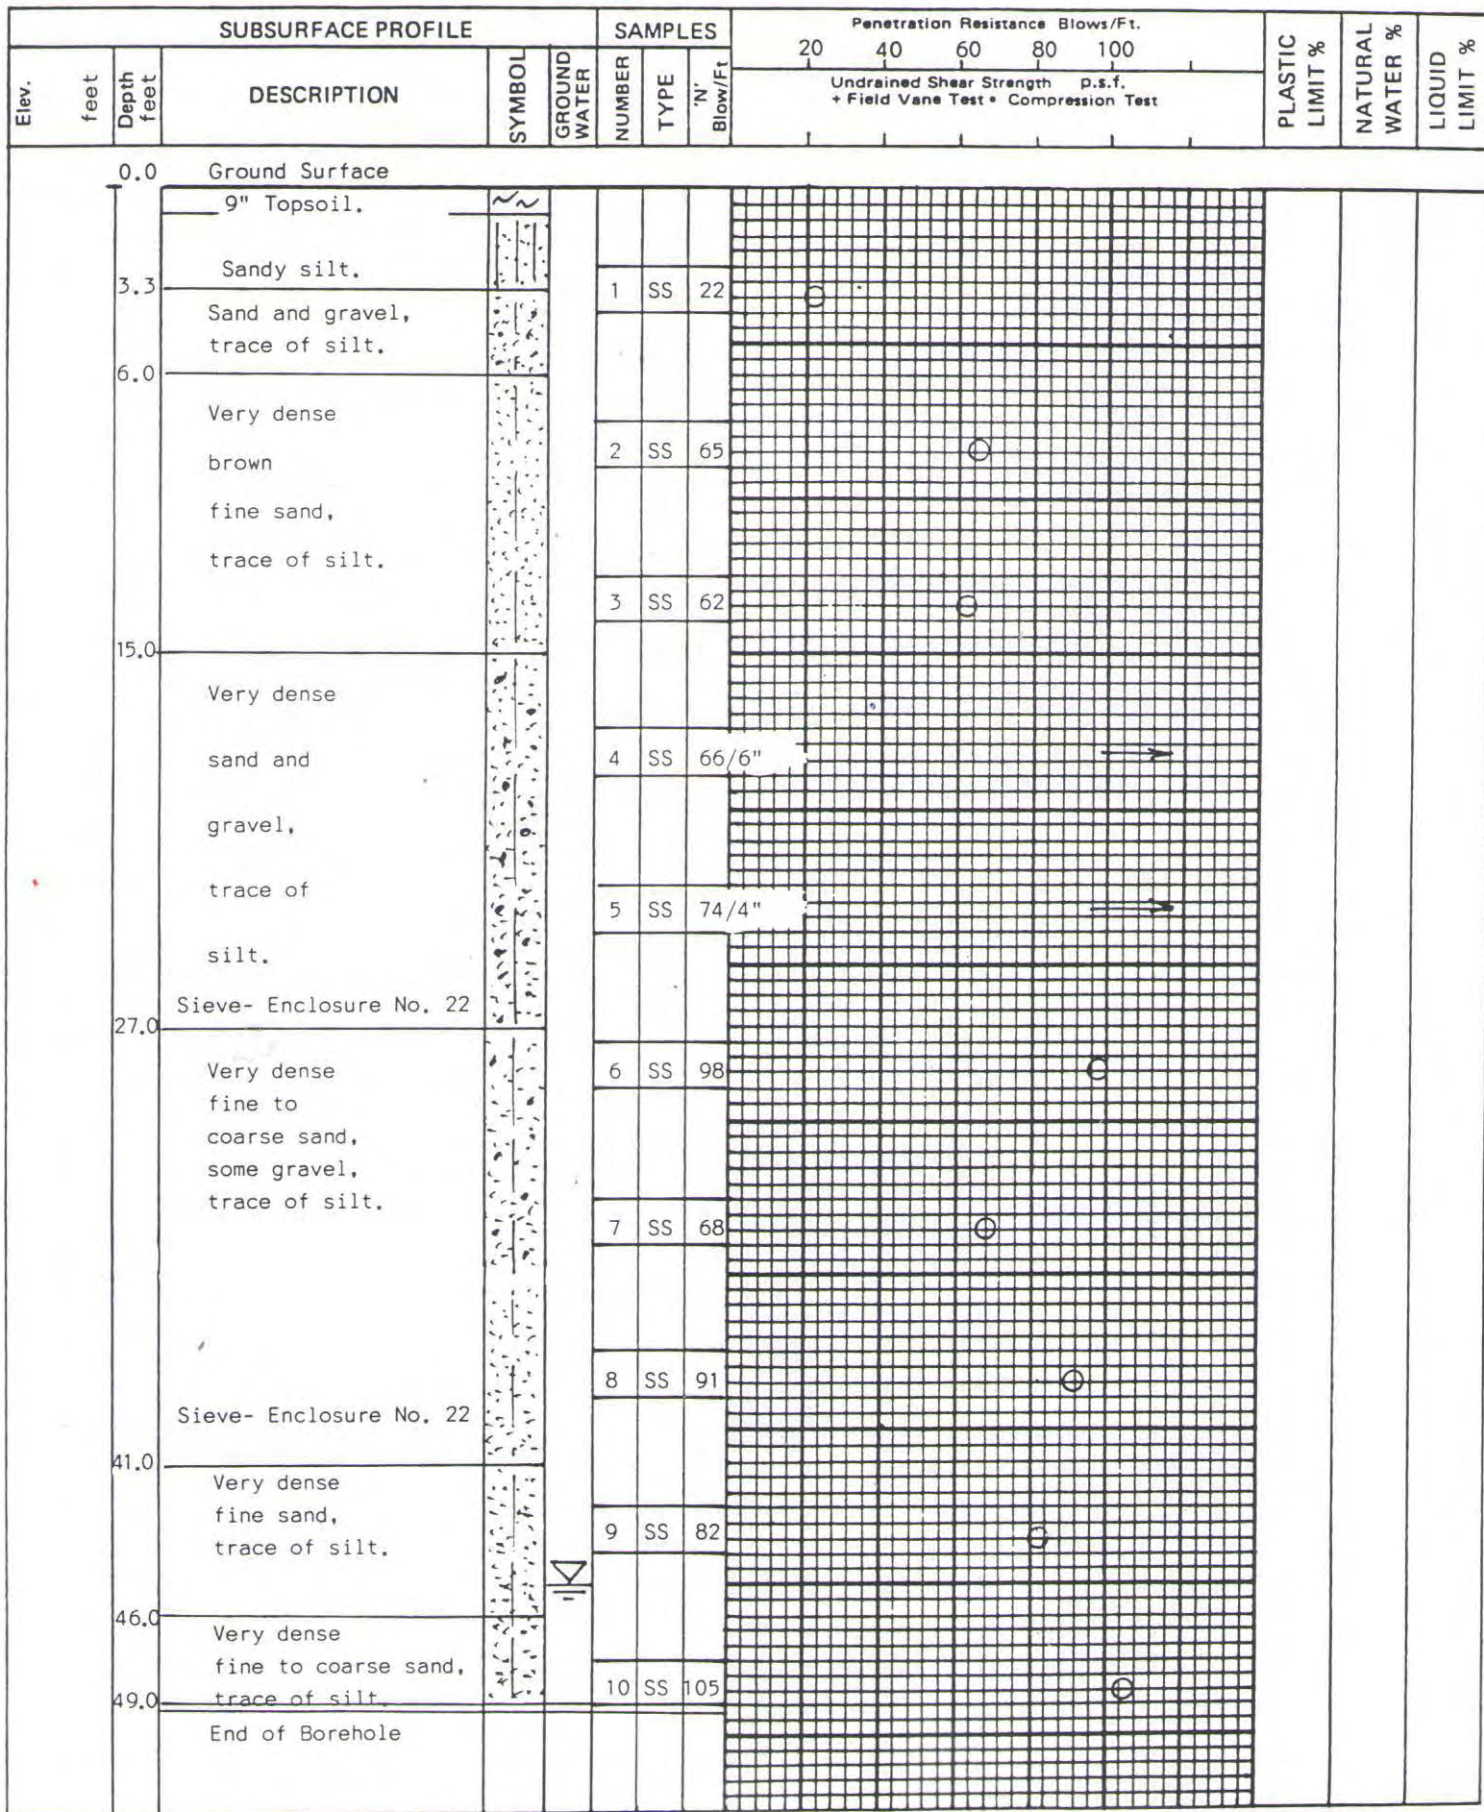 SUBSURFACE PROFILE
SAMPLES
Penetration Resistance Blows/Ft.
20 40 60 80 100
Undrained Shear Strength p.s.f.
+ Field Vane Test • Compression Test
Elev. feet
Depth feet
DESCRIPTION
SYMBOL
GROUND WATER
NUMBER
TYPE
'N' Blow/Ft
PLASTIC LIMIT %
NATURAL WATER %
LIQUID LIMIT %
0.0 Ground Surface
9" Topsoil.
Sandy silt.
3.3
1 SS 22
Sand and gravel,
trace of silt.
6.0
Very dense
2 SS 65
brown
fine sand,
trace of silt.
3 SS 62
15.0
Very dense
sand and
4 SS 66/6"
gravel,
trace of
5 SS 74/4"
silt.
Sieve- Enclosure No. 22
27.0
Very dense
6 SS 98
fine to
coarse sand,
some gravel,
trace of silt.
7 SS 68
8 SS 91
Sieve- Enclosure No. 22
41.0
Very dense
fine sand,
9 SS 82
trace of silt.
46.0
Very dense
fine to coarse sand,
10 SS 105
49.0 trace of silt.
End of Borehole